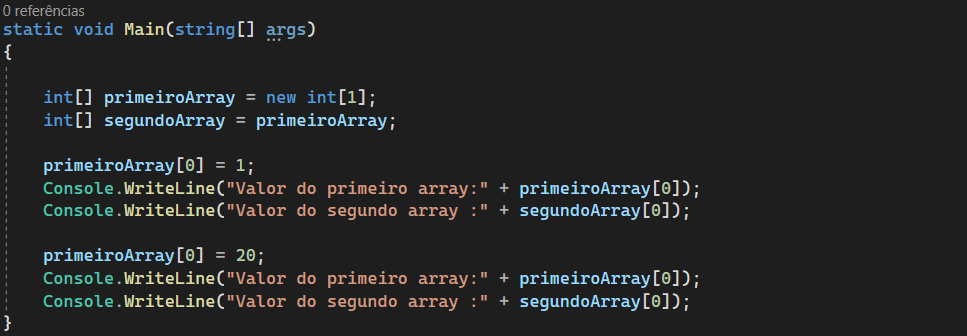 0 referências
static void Main(string[] args)
{
int[] primeiroArray = new int[1];
int[] segundoArray = primeiroArray;
primeiroArray[0] = 1;
Console.WriteLine("Valor do primeiro array:" + primeiroArray[0]);
Console.WriteLine("Valor do segundo array :" + segundoArray[0]);
primeiroArray[0] = 20;
Console.WriteLine("Valor do primeiro array:" + primeiroArray[0]);
Console.WriteLine("Valor do segundo array :" + segundoArray[0]);
}